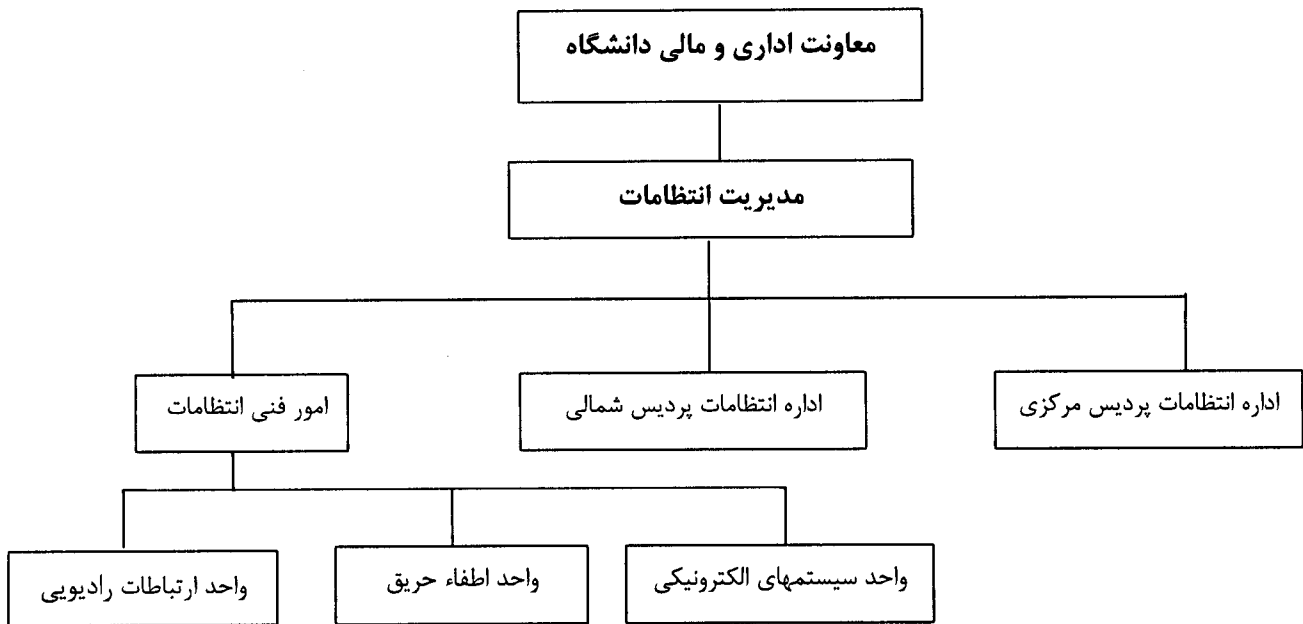 معاونت اداری و مالی دانشگاه
مدیریت انتظامات
اداره انتظامات پردیس مرکزی
اداره انتظامات پردیس شمالی
امور فنی انتظامات
واحد سیستمهای الکترونیکی
واحد اطفاء حریق
واحد ارتباطات رادیویی